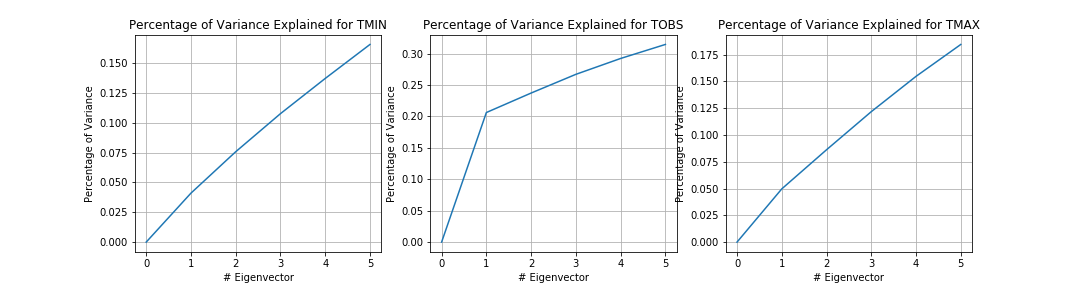 Percentage of Variance Explained for TMIN
Percentage of Variance
0.150
0.125
0.100
0.075
0.050
0.025
0.000
0 1 2 3 4 5
# Eigenvector
Percentage of Variance Explained for TOBS
Percentage of Variance
0.30
0.25
0.20
0.15
0.10
0.05
0.00
0 1 2 3 4 5
# Eigenvector
Percentage of Variance Explained for TMAX
Percentage of Variance
0.175
0.150
0.125
0.100
0.075
0.050
0.025
0.000
0 1 2 3 4 5
# Eigenvector